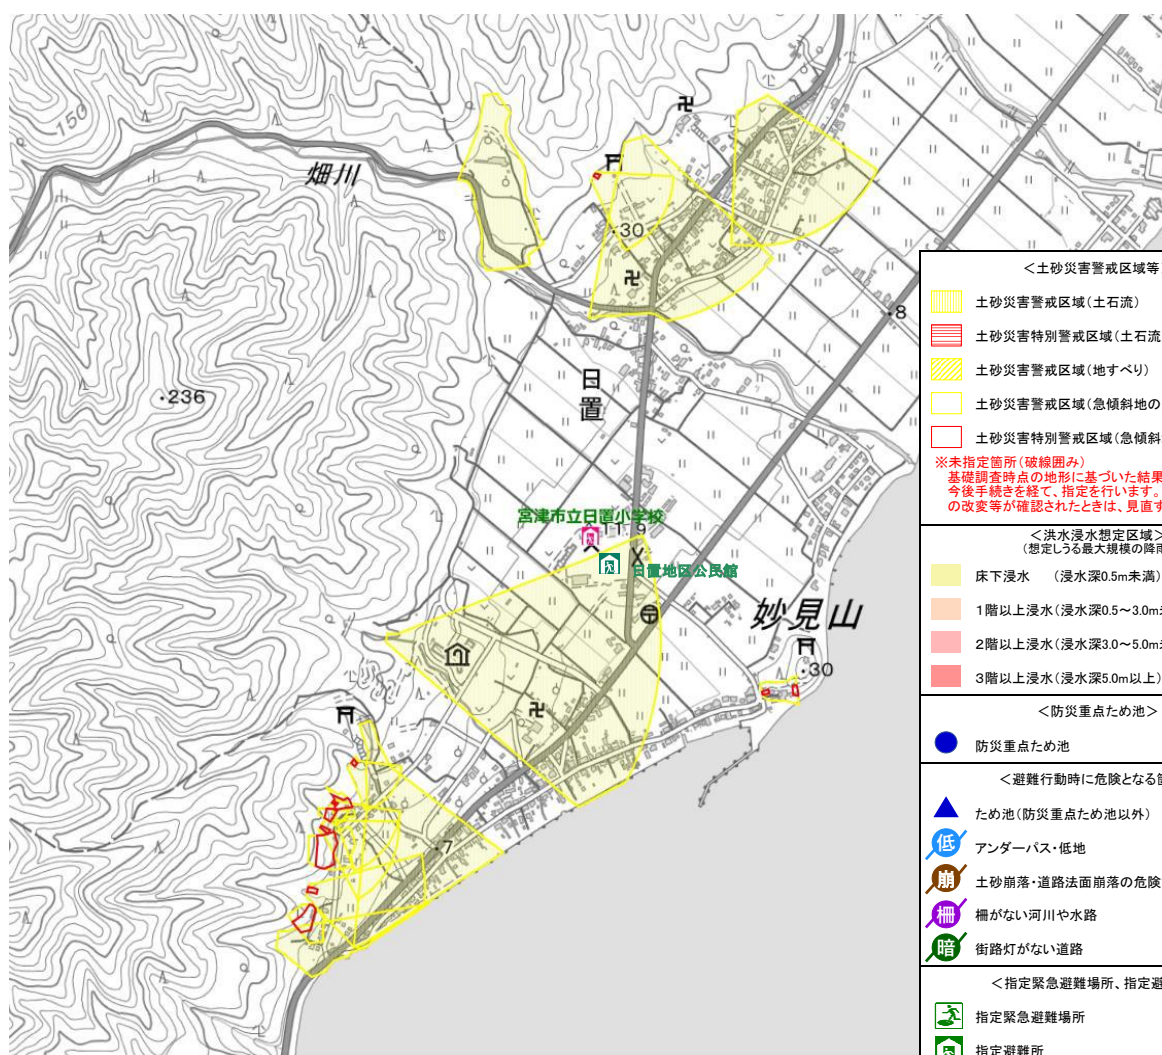 150
畑川
30
8
236
日置
宮津市立日置小学校
11.9
日置地区公民館
妙見山
30
7
<土砂災害警戒区域等
土砂災害警戒区域(土石流)
土砂災害特別警戒区域(土石流
土砂災害警戒区域(地すべり)
土砂災害警戒区域(急傾斜地の
土砂災害特別警戒区域(急傾斜
※未指定箇所(破線囲み)
基礎調査時点の地形に基づいた結果
今後手続きを経て、指定を行います。
の改変等が確認されたときは、見直す
<洪水浸水想定区域>
(想定しうる最大規模の降雨
床下浸水 (浸水深0.5m未満)
1階以上浸水(浸水深0.5~3.0m未
2階以上浸水(浸水深3.0~5.0m未
3階以上浸水(浸水深5.0m以上)
<防災重点ため池>
防災重点ため池
<避難行動時に危険となる箇
ため池(防災重点ため池以外)
低 アンダーパス・低地
崩 土砂崩落・道路法面崩落の危険
柵 柵がない河川や水路
暗 街路灯がない道路
<指定緊急避難場所、指定避
指定緊急避難場所
指定避難所